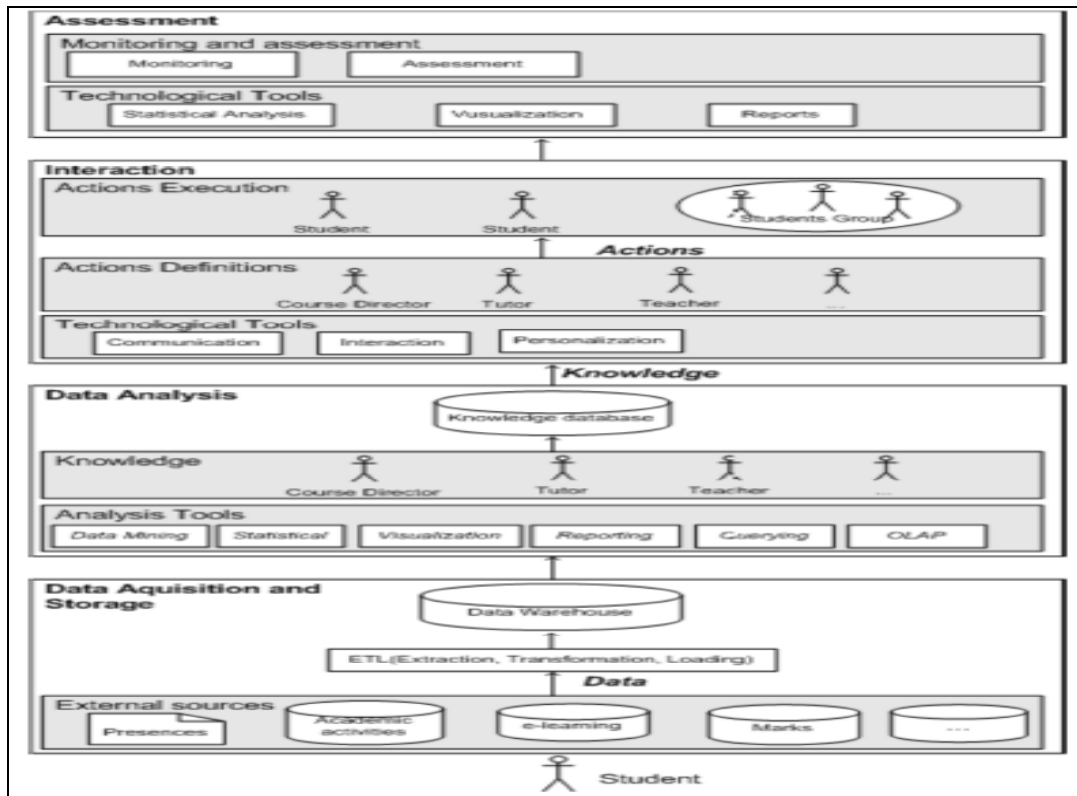 Assessment
Monitoring and assessment
Monitoring Assessment
Technological Tools
Statistical Analysis Vusualization Reports
Interaction
Actions Execution
Student Student Students Group
Actions
Actions Definitions
Course Director Tutor Teacher ...
Technological Tools
Communication Interaction Personalization
Knowledge
Data Analysis
Knowledge database
Knowledge
Course Director Tutor Teacher ...
Analysis Tools
Data Mining Statistical Visualization Reporting Querying OLAP
Data Aquisition and
Storage
Data Warehouse
ETL(Extraction, Transformation, Loading)
Data
External sources
Presences Academic activities e-learning Marks ...
Student